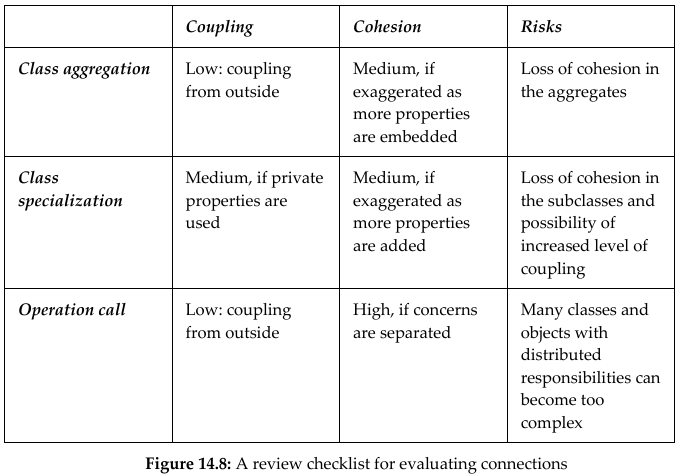 Coupling
Cohesion
Risks
Class aggregation
Low: coupling
from outside
Medium, if
exaggerated as
more properties
are embedded
Loss of cohesion in
the aggregates
Class
specialization
Medium, if private
properties are
used
Medium, if
exaggerated as
more properties
are added
Loss of cohesion in
the subclasses and
possibility of
increased level of
coupling
Operation call
Low: coupling
from outside
High, if concerns
are separated
Many classes and
objects with
distributed
responsibilities can
become too
complex
Figure 14.8: A review checklist for evaluating connections